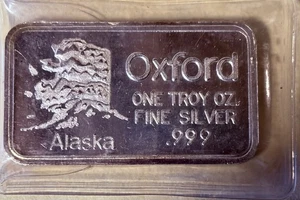 Oxford
ONE TROY OZ.
FINE SILVER
.999
Alaska